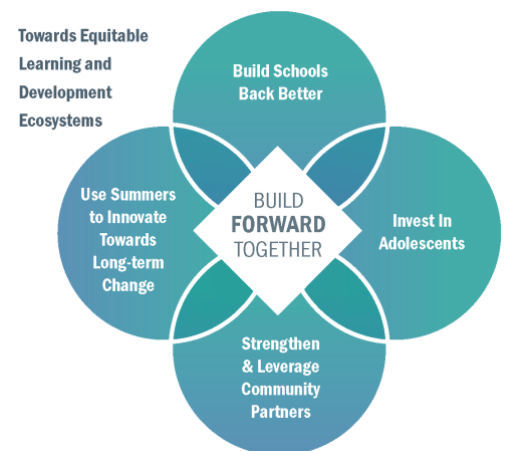 Towards Equitable
Learning and
Development
Ecosystems
Build Schools
Back Better
Use Summers
to Innovate
Towards
Long-term
Change
BUILD
FORWARD
TOGETHER
Invest In
Adolescents
Strengthen
& Leverage
Community
Partners